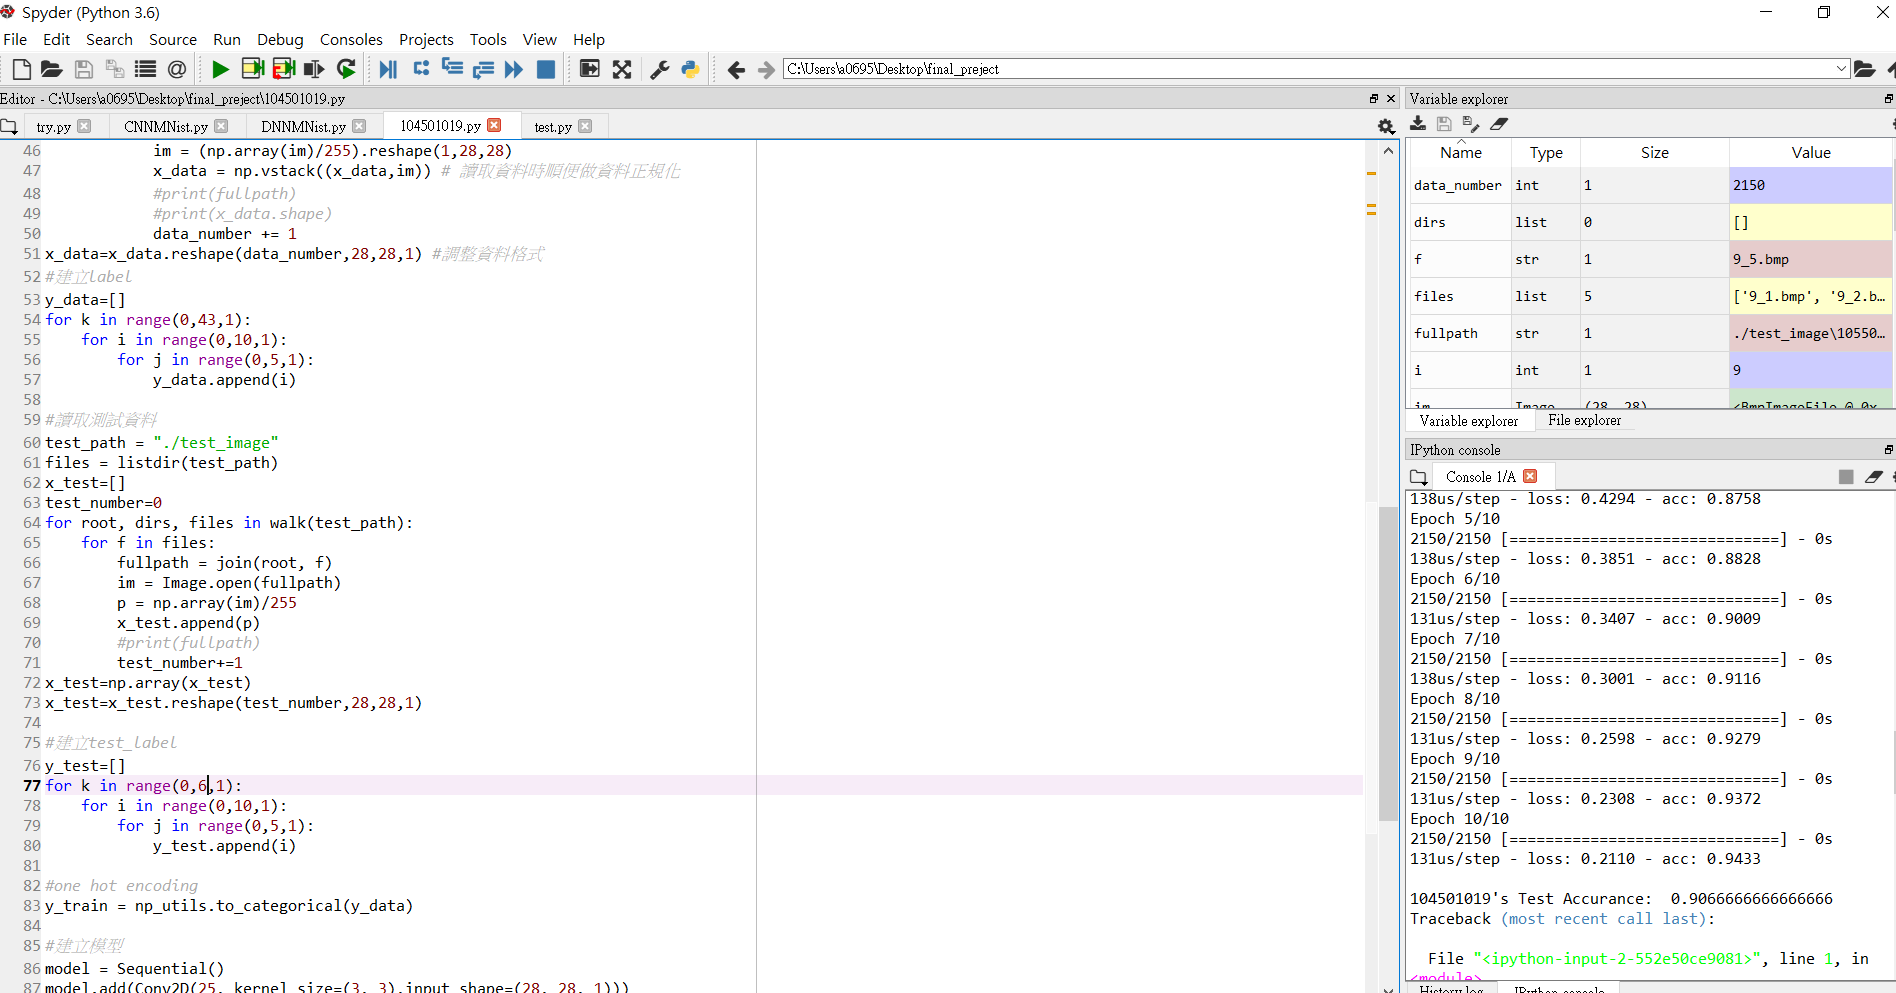 Spyder (Python 3.6)
File Edit Search Source Run Debug Consoles Projects Tools View Help
C:\Users\a0695\Desktop\final_preject
Editor - C:\Users\a0695\Desktop\final_preject\104501019.py
try.py CNNMNist.py DNNMNist.py 104501019.py test.py
46 im = (np.array(im)/255).reshape(1,28,28)
47 x_data = np.vstack((x_data,im)) # 讀取資料時順便做資料正規化
48 #print(fullpath)
49 #print(x_data.shape)
50 data_number += 1
51 x_data=x_data.reshape(data_number,28,28,1) #調整資料格式
52 #建立label
53 y_data=[]
54 for k in range(0,43,1):
55 for i in range(0,10,1):
56 for j in range(0,5,1):
57 y_data.append(i)
58
59 #讀取測試資料
60 test_path = "./test_image"
61 files = listdir(test_path)
62 x_test=[]
63 test_number=0
64 for root, dirs, files in walk(test_path):
65 for f in files:
66 fullpath = join(root, f)
67 im = Image.open(fullpath)
68 p = np.array(im)/255
69 x_test.append(p)
70 #print(fullpath)
71 test_number+=1
72 x_test=np.array(x_test)
73 x_test=x_test.reshape(test_number,28,28,1)
74
75 #建立test_label
76 y_test=[]
77 for k in range(0,6,1):
78 for i in range(0,10,1):
79 for j in range(0,5,1):
80 y_test.append(i)
81
82 #one hot encoding
83 y_train = np_utils.to_categorical(y_data)
84
85 #建立模型
86 model = Sequential()
87 model.add(Conv2D(25, kernel_size=(3, 3),input_shape=(28, 28, 1)))
Variable explorer
Name Type Size Value
data_number int 1 2150
dirs list 0 []
f str 1 9_5.bmp
files list 5 ['9_1.bmp', '9_2.b…
fullpath str 1 ./test_image\10550…
i int 1 9
im Image (28, 28) <BmpImageFile @ 0x
Variable explorer File explorer
IPython console
Console 1/A
138us/step - loss: 0.4294 - acc: 0.8758
Epoch 5/10
2150/2150 [==============================] - 0s
138us/step - loss: 0.3851 - acc: 0.8828
Epoch 6/10
2150/2150 [==============================] - 0s
131us/step - loss: 0.3407 - acc: 0.9009
Epoch 7/10
2150/2150 [==============================] - 0s
138us/step - loss: 0.3001 - acc: 0.9116
Epoch 8/10
2150/2150 [==============================] - 0s
131us/step - loss: 0.2598 - acc: 0.9279
Epoch 9/10
2150/2150 [==============================] - 0s
131us/step - loss: 0.2308 - acc: 0.9372
Epoch 10/10
2150/2150 [==============================] - 0s
131us/step - loss: 0.2110 - acc: 0.9433
104501019's Test Accurance: 0.9066666666666666
Traceback (most recent call last):
File "<ipython-input-2-552e50ce9081>", line 1, in
<module>
History log IPython console